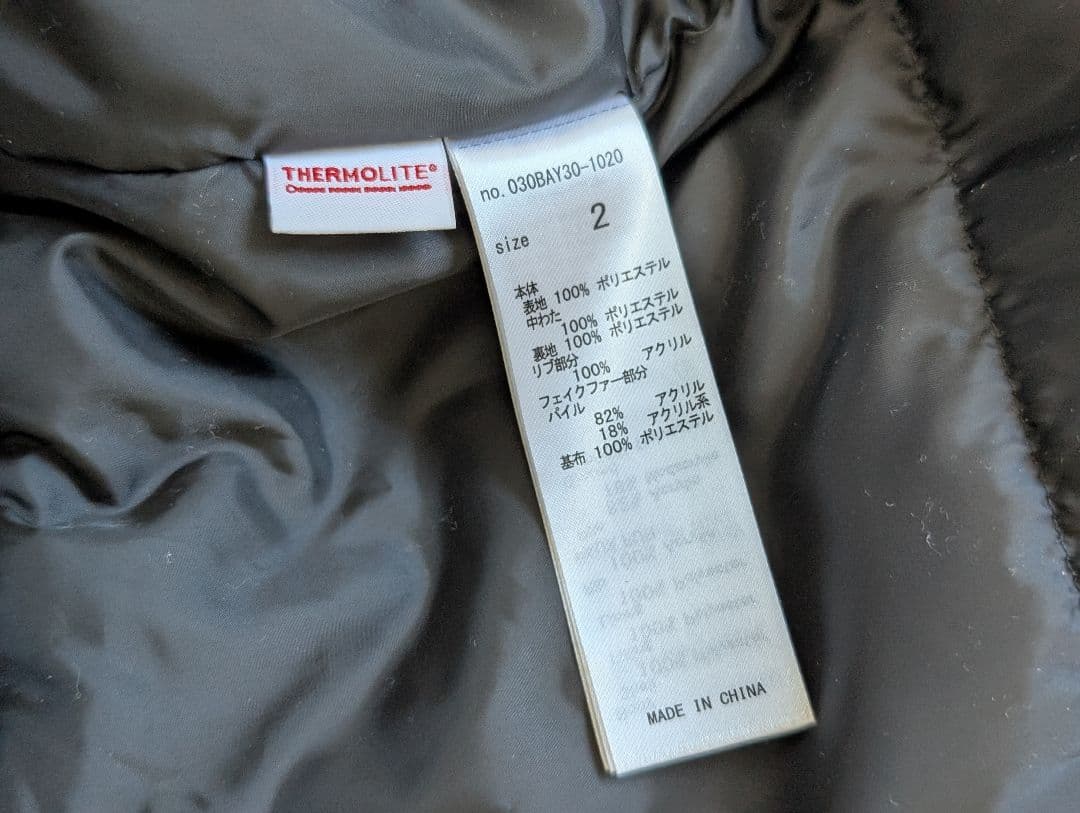 THERMOLITE®
no. 030BAY30-1020
size 2
本体
表地 100% ポリエステル
中わた
100% ポリエステル
裏地 100% ポリエステル
リブ部分
100% アクリル
フェイクファー部分
パイル 82% アクリル
18% アクリル系
基布 100% ポリエステル
MADE IN CHINA